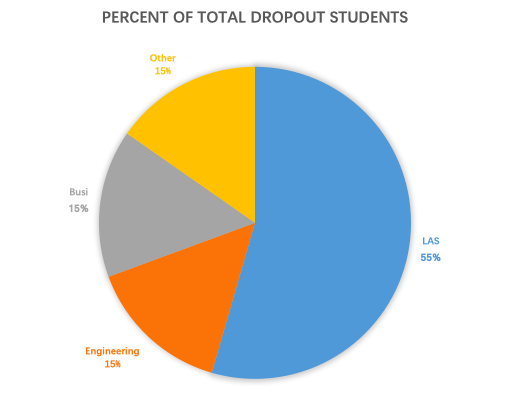 PERCENT OF TOTAL DROPOUT STUDENTS
Other
15%
Busi
15%
LAS
55%
Engineering
15%